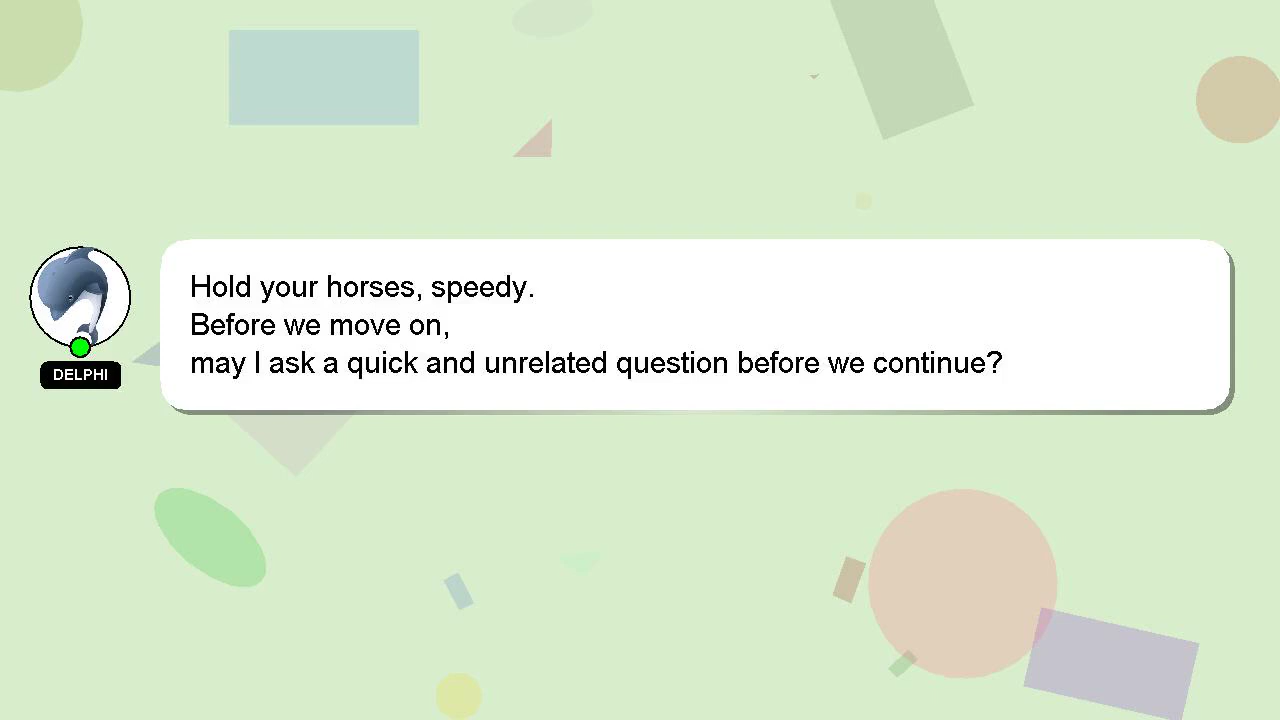 Hold your horses, speedy.
Before we move on,
may I ask a quick and unrelated question before we continue?
DELPHI